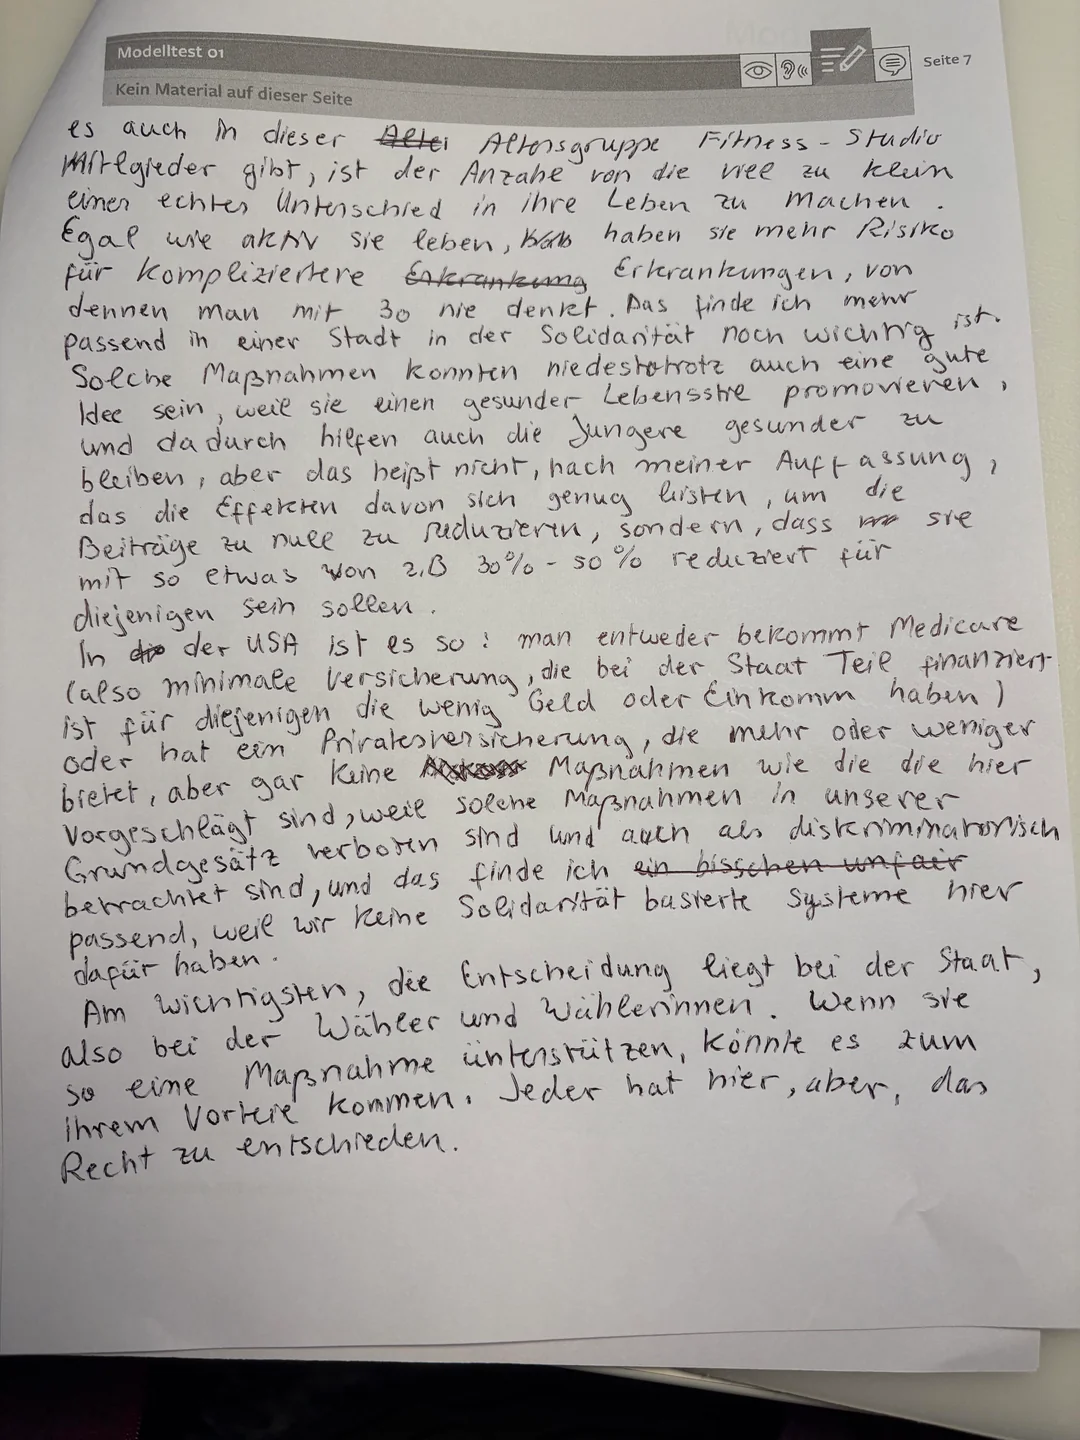 Modelltest 01
Seite 7
Kein Material auf dieser Seite
es auch in dieser Altersgruppe Fitness-Studio
Mitlgieder gibt, ist der Anzahl von die viel zu klein
einen echtes Unterschied in ihre Leben zu machen.
Egal wie aktiv sie leben, haben sie mehr Risiko
für kompliziertere Erkrankung Erkrankungen, von
dennen man mit 30 nie denkt. Das finde ich mehr
passend in einer Stadt in der Solidarität noch wichtig ist.
Solche Maßnahmen konnten niedestotrotz auch eine gute
Idee sein, weil sie einen gesunder Lebensstie promovieren,
und dadurch hilfen auch die Jungere gesunder zu
bleiben, aber das heißt nicht, nach meiner Auffassung,
das die Effekten davon sich genug leisten, um die
Beiträge zu null zu reduzieren, sondern, dass sie
mit so etwas von z.B 30% - 50% reduziert für
diejenigen sein sollen.
In die der USA ist es so: man entweder bekommt Medicare
(also minimale Versicherung, die bei der Staat Teil finanziert
ist für diejenigen die wenig Geld oder Einkomm haben)
oder hat ein Privatesversicherung, die mehr oder weniger
bietet, aber gar keine Maßnahmen wie die die hier
vorgeschlägt sind, weil solche Maßnahmen in unserer
Grundgesätz verboten sind und auch als diskriminatorisch
betrachtet sind, und das finde ich ein bisschen unfair
passend, weil wir keine Solidarität basierte Systeme hier
dafür haben.
Am wichtigsten, die Entscheidung liegt bei der Staat,
also bei der Wähler und Wählerinnen. Wenn sie
so eine Maßnahme üntenstützen, könnte es zum
ihrem Vorteie kommen. Jeder hat hier, aber, das
Recht zu entschieden.